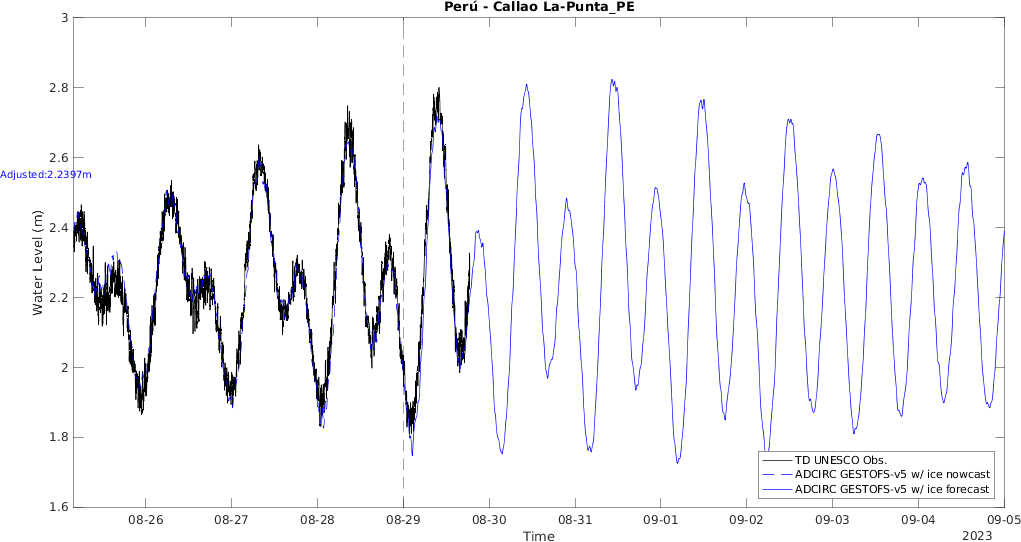 Perú - Callao La-Punta_PE
3
2.8
2.6
Adjusted:2.2397m
2.4
2.2
2
1.8
1.6
Water Level (m)
TD UNESCO Obs.
ADCIRC GESTOFS-v5 w/ ice nowcast
ADCIRC GESTOFS-v5 w/ ice forecast
08-26 08-27 08-28 08-29 08-30 08-31 09-01 09-02 09-03 09-04 09-05
Time
2023